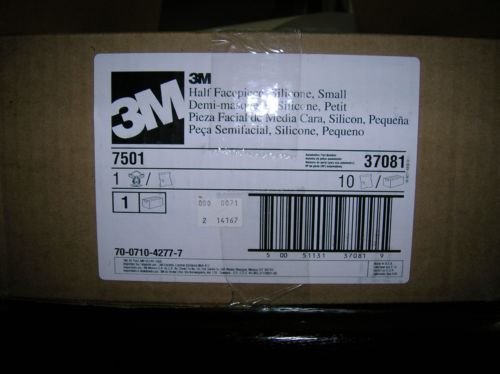 3M
3M
Half Facepiece, Silicone, Small
Demi-masque, Silicone, Petit
Pieza Facial de Media Cara, Silicon, Pequeña
Peça Semifacial, Silicone, Pequeno
7501
37081
1 /
10 /
1
000 0071
Z 14167
70-0710-4277-7
5 00 51131 37081 9